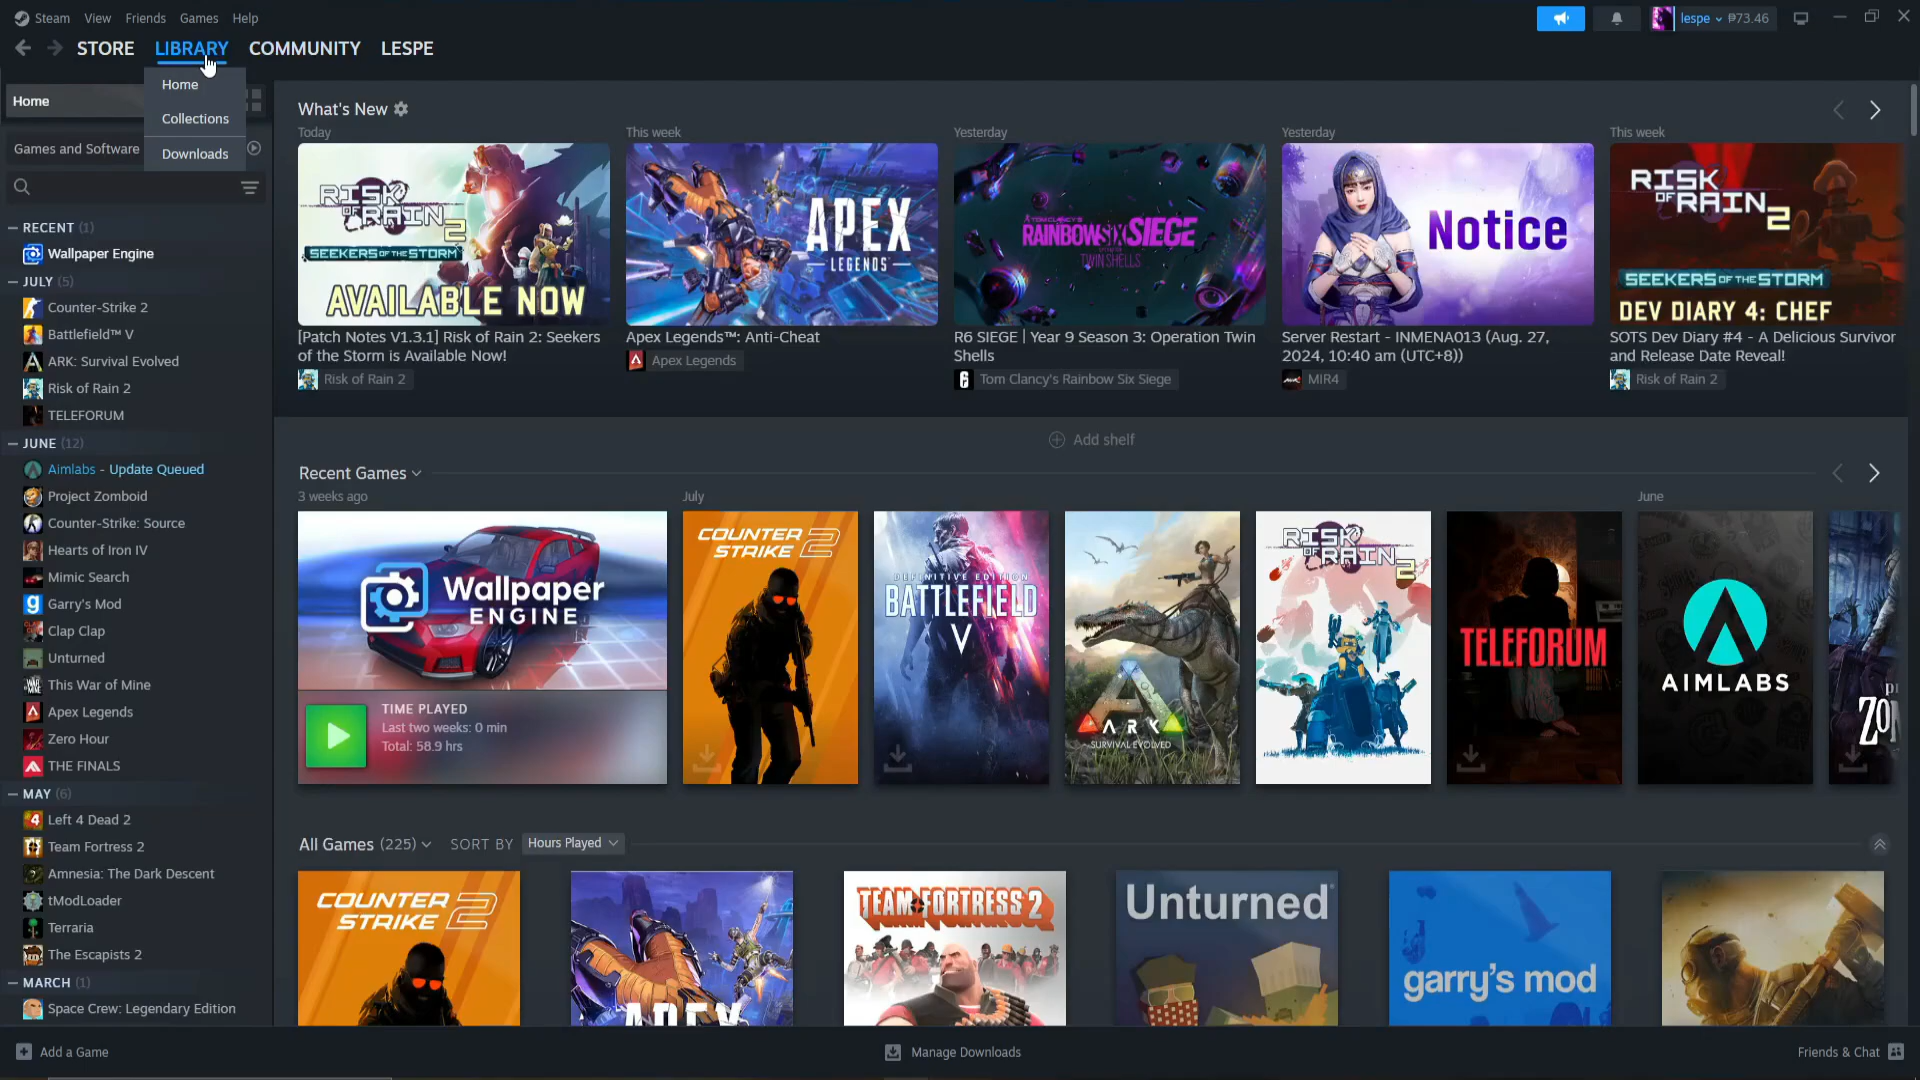 Steam View Friends Games Help
lespe ₱73.46
STORE LIBRARY COMMUNITY LESPE
Home
Collections
Downloads
Home
Games and Software
RECENT (1)
Wallpaper Engine
JULY (5)
Counter-Strike 2
Battlefield™ V
ARK: Survival Evolved
Risk of Rain 2
TELEFORUM
JUNE (12)
Aimlabs - Update Queued
Project Zomboid
Counter-Strike: Source
Hearts of Iron IV
Mimic Search
Garry's Mod
Clap Clap
Unturned
This War of Mine
Apex Legends
Zero Hour
THE FINALS
MAY (6)
Left 4 Dead 2
Team Fortress 2
Amnesia: The Dark Descent
tModLoader
Terraria
The Escapists 2
MARCH (1)
Space Crew: Legendary Edition
What's New
Today
RISK OF RAIN 2
SEEKERS OF THE STORM
AVAILABLE NOW
[Patch Notes V1.3.1] Risk of Rain 2: Seekers
of the Storm is Available Now!
Risk of Rain 2
This week
APEX
LEGENDS
Apex Legends™: Anti-Cheat
Apex Legends
Yesterday
TOM CLANCY'S
RAINBOW SIX SIEGE
TWIN SHELLS
R6 SIEGE | Year 9 Season 3: Operation Twin
Shells
Tom Clancy's Rainbow Six Siege
Yesterday
Notice
Server Restart - INMENA013 (Aug. 27,
2024, 10:40 am (UTC+8))
MIR4
This week
RISK OF RAIN 2
SEEKERS OF THE STORM
DEV DIARY 4: CHEF
SOTS Dev Diary #4 - A Delicious Survivor
and Release Date Reveal!
Risk of Rain 2
Add shelf
Recent Games
3 weeks ago
Wallpaper
ENGINE
TIME PLAYED
Last two weeks: 0 min
Total: 58.9 hrs
July
COUNTER
STRIKE 2
DEFINITIVE EDITION
BATTLEFIELD
V
ARK
SURVIVAL EVOLVED
RISK
OF RAIN 2
TELEFORUM
June
AIMLABS
All Games (225) SORT BY Hours Played
COUNTER
STRIKE 2
APEX
TEAM FORTRESS 2
Unturned
garry's mod
Add a Game
Manage Downloads
Friends & Chat